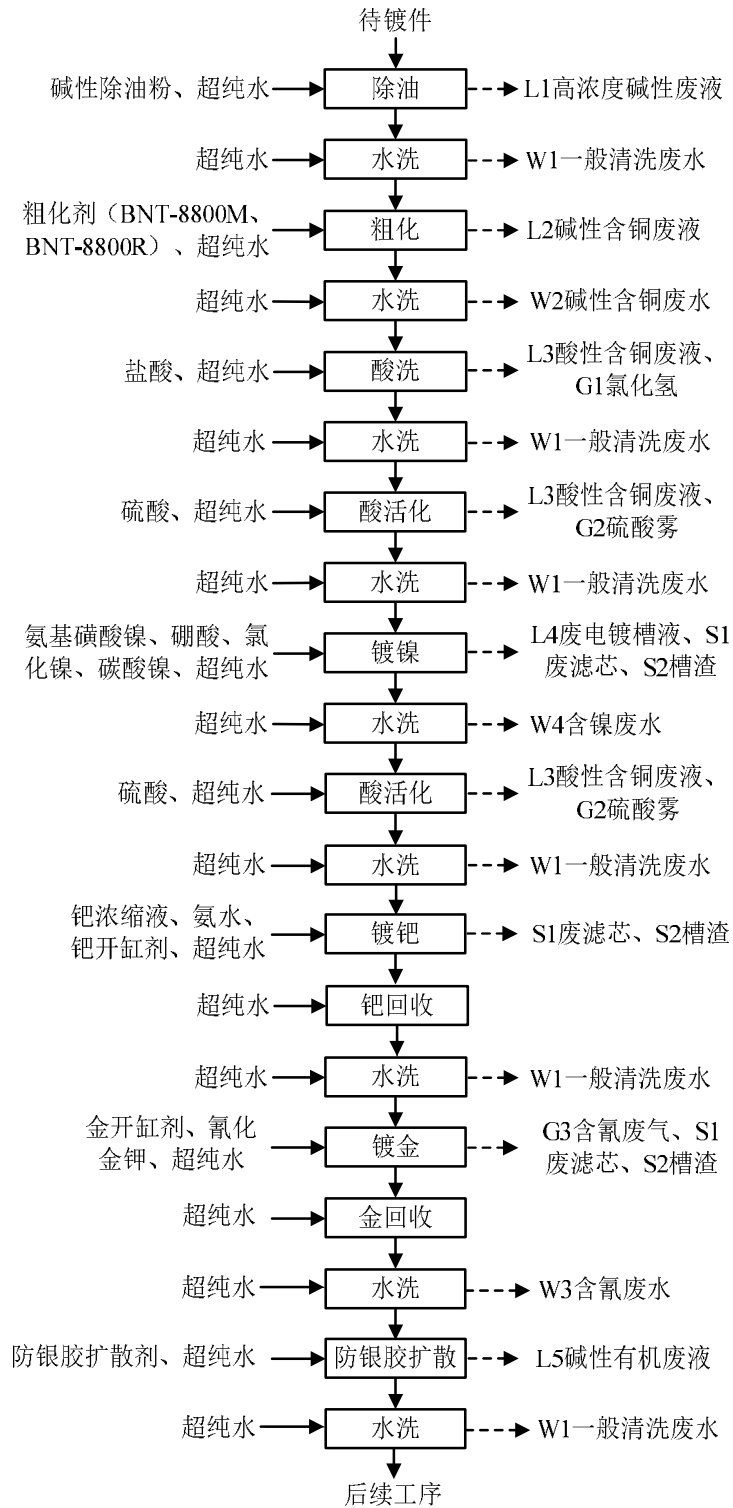 待镀件
碱性除油粉、超纯水
除油
L1高浓度碱性废液
超纯水
水洗
W1一般清洗废水
粗化剂（BNT-8800M、
BNT-8800R）、超纯水
粗化
L2碱性含铜废液
超纯水
水洗
W2碱性含铜废水
盐酸、超纯水
酸洗
L3酸性含铜废液、
G1氯化氢
超纯水
水洗
W1一般清洗废水
硫酸、超纯水
酸活化
L3酸性含铜废液、
G2硫酸雾
超纯水
水洗
W1一般清洗废水
氨基磺酸镍、硼酸、氯
化镍、碳酸镍、超纯水
镀镍
L4废电镀槽液、S1
废滤芯、S2槽渣
超纯水
水洗
W4含镍废水
硫酸、超纯水
酸活化
L3酸性含铜废液、
G2硫酸雾
超纯水
水洗
W1一般清洗废水
钯浓缩液、氨水、
钯开缸剂、超纯水
镀钯
S1废滤芯、S2槽渣
超纯水
钯回收
超纯水
水洗
W1一般清洗废水
金开缸剂、氰化
金钾、超纯水
镀金
G3含氰废气、S1
废滤芯、S2槽渣
超纯水
金回收
超纯水
水洗
W3含氰废水
防银胶扩散剂、超纯水
防银胶扩散
L5碱性有机废液
超纯水
水洗
W1一般清洗废水
后续工序